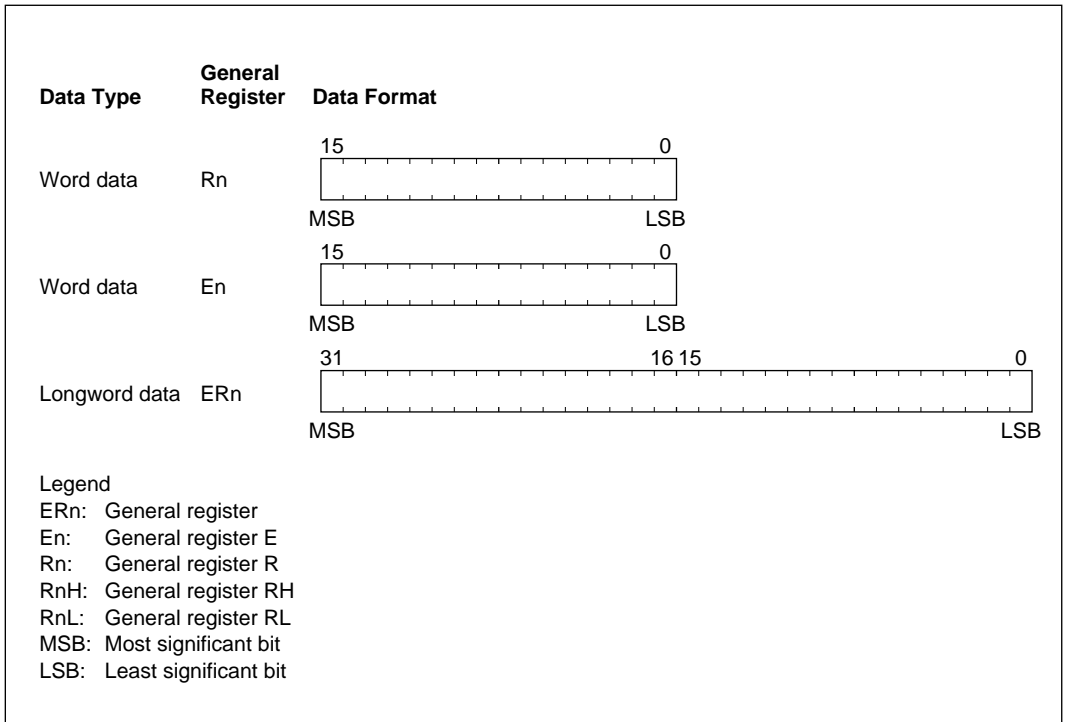 General
Data Type Register Data Format
15 0
Word data Rn
MSB LSB
15 0
Word data En
MSB LSB
31 16 15 0
Longword data ERn
MSB LSB
Legend
ERn: General register
En: General register E
Rn: General register R
RnH: General register RH
RnL: General register RL
MSB: Most significant bit
LSB: Least significant bit